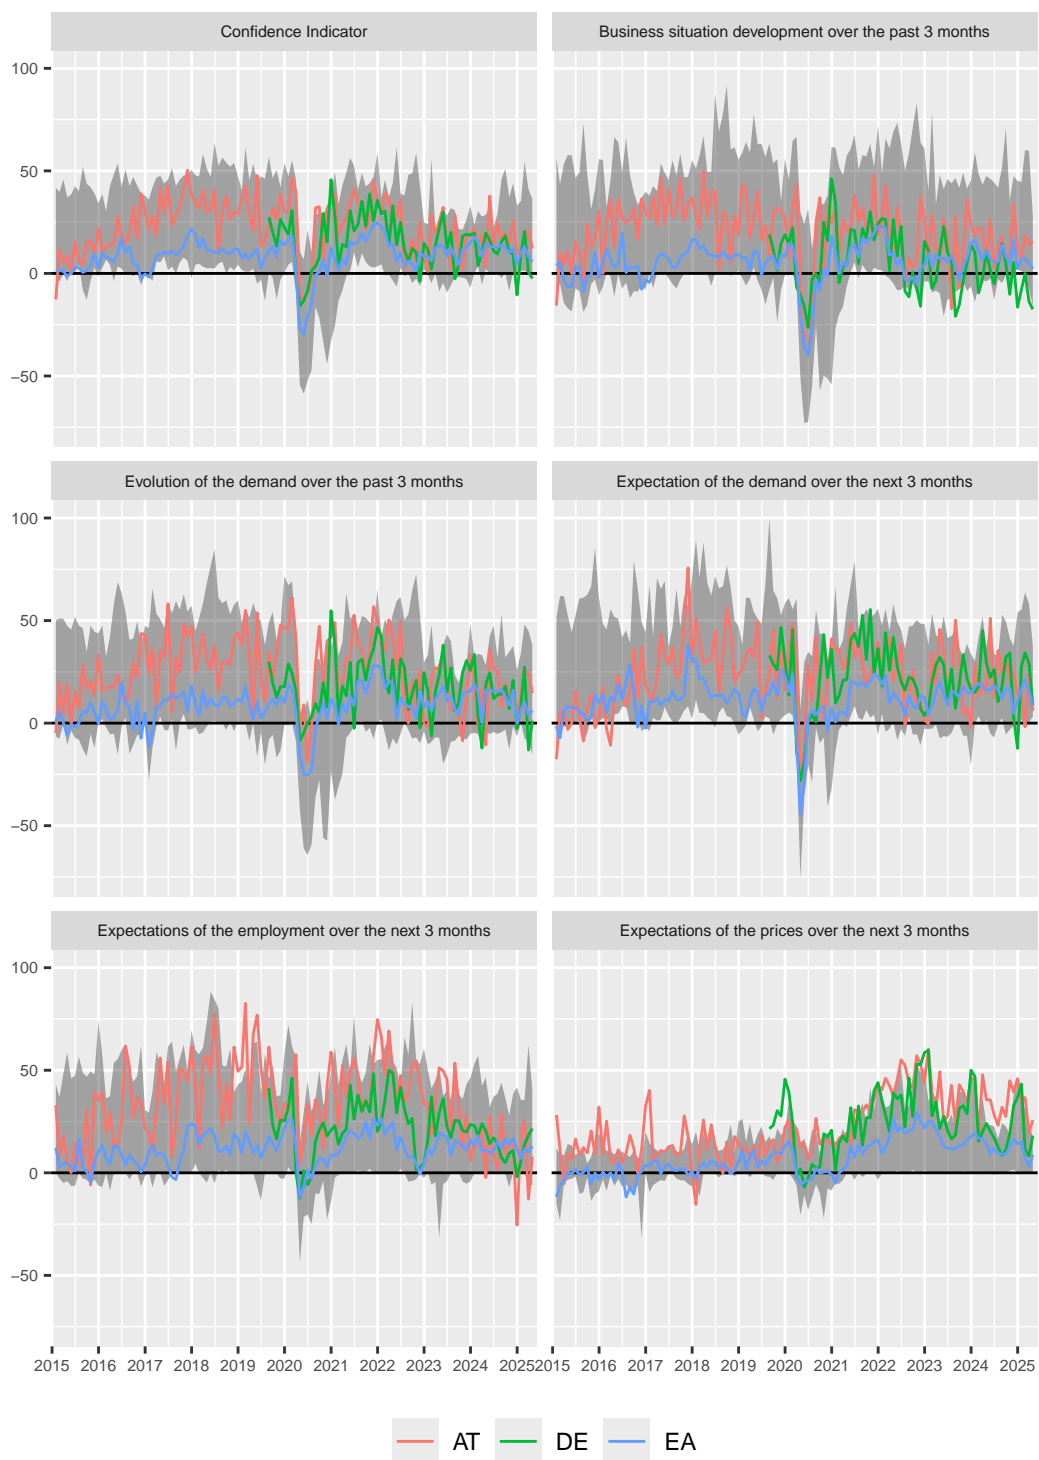 Confidence Indicator
Business situation development over the past 3 months
100
50
0
−50
Evolution of the demand over the past 3 months
Expectation of the demand over the next 3 months
100
50
0
−50
Expectations of the employment over the next 3 months
Expectations of the prices over the next 3 months
100
50
0
−50
2015 2016 2017 2018 2019 2020 2021 2022 2023 2024 2025 2015 2016 2017 2018 2019 2020 2021 2022 2023 2024 2025
AT DE EA